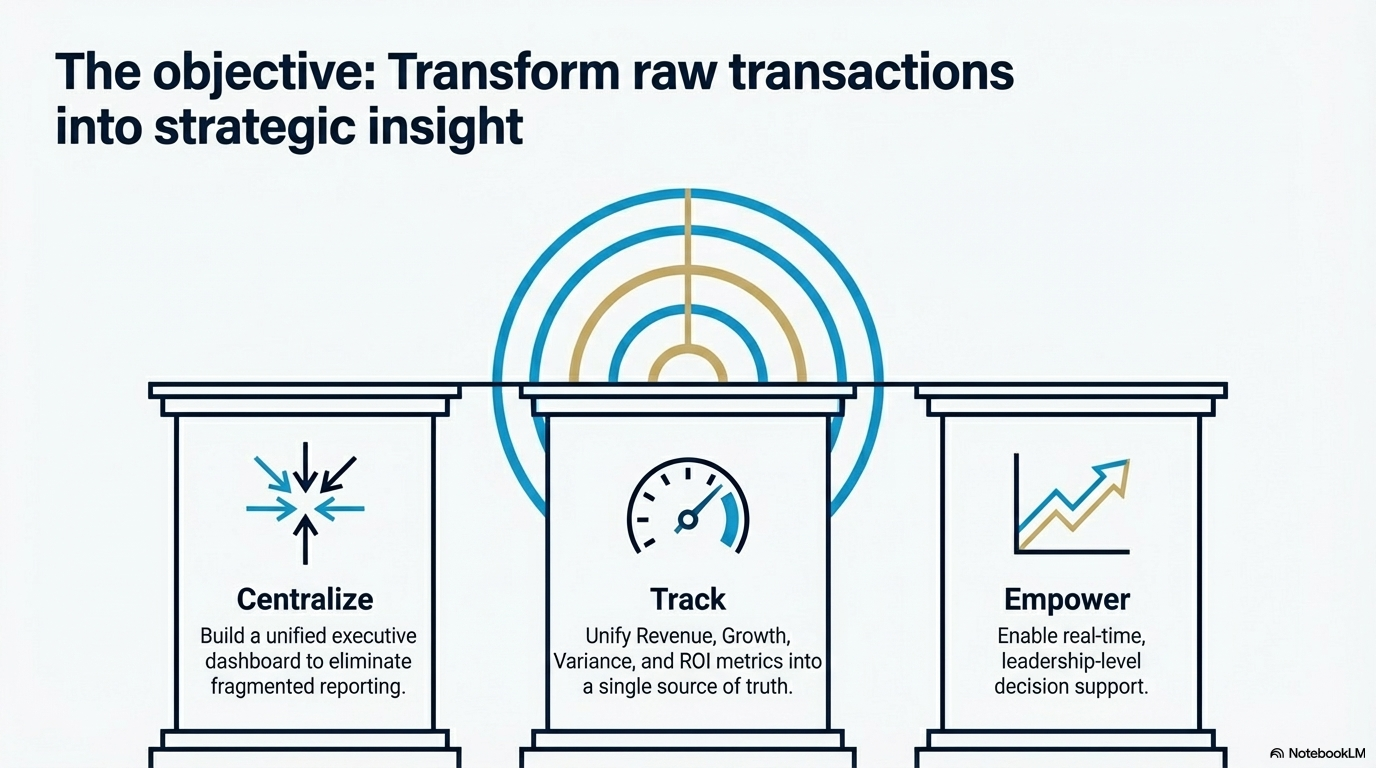 The objective: Transform raw transactions
into strategic insight
Centralize
Build a unified executive
dashboard to eliminate
fragmented reporting.
Track
Unify Revenue, Growth,
Variance, and ROI metrics into
a single source of truth.
Empower
Enable real-time,
leadership-level
decision support.
NotebookLM